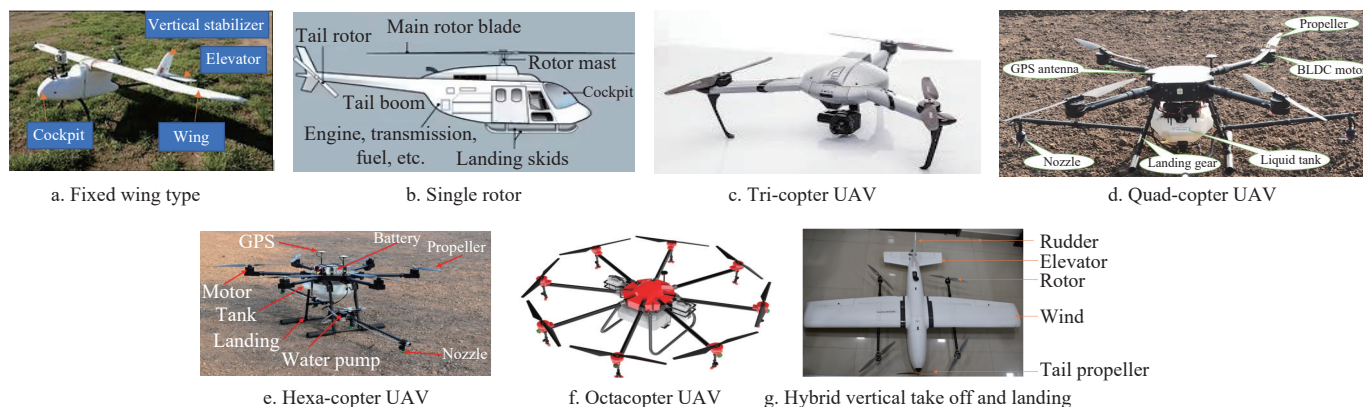 Vertical stabilizer
Elevator
Cockpit
Wing
a. Fixed wing type
Tail rotor
Main rotor blade
Rotor mast
Cockpit
Tail boom
Engine, transmission,
fuel, etc.
Landing skids
b. Single rotor
c. Tri-copter UAV
Propeller
GPS antenna
BLDC motor
Nozzle
Landing gear
Liquid tank
d. Quad-copter UAV
GPS
Battery
Propeller
Motor
Tank
Landing
Water pump
Nozzle
e. Hexa-copter UAV
f. Octacopter UAV
Rudder
Elevator
Rotor
Wind
Tail propeller
g. Hybrid vertical take off and landing